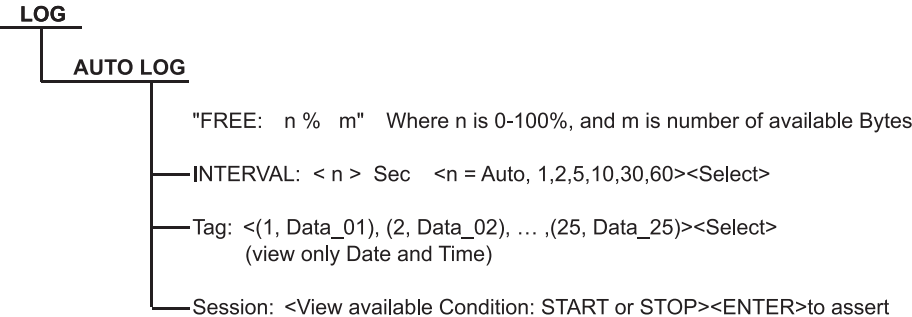 LOG
AUTO LOG
"FREE: n % m" Where n is 0-100%, and m is number of available Bytes
INTERVAL: < n > Sec <n = Auto, 1,2,5,10,30,60><Select>
Tag: <(1, Data_01), (2, Data_02), … ,(25, Data_25)><Select>
(view only Date and Time)
Session: <View available Condition: START or STOP><ENTER>to assert